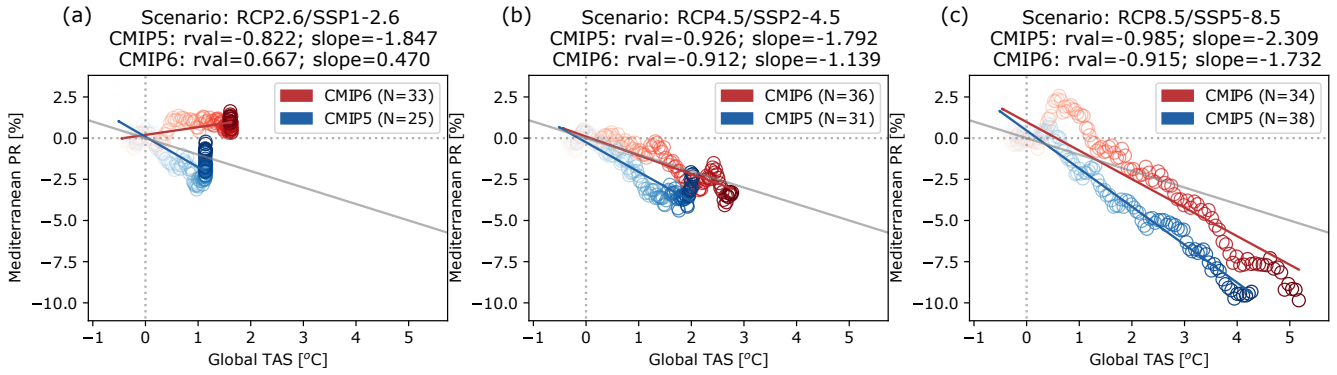 (a)
Scenario: RCP2.6/SSP1-2.6
CMIP5: rval=-0.822; slope=-1.847
CMIP6: rval=0.667; slope=0.470
Mediterranean PR [%]
2.5
0.0
−2.5
−5.0
−7.5
−10.0
CMIP6 (N=33)
CMIP5 (N=25)
−1 0 1 2 3 4 5
Global TAS [°C]
(b)
Scenario: RCP4.5/SSP2-4.5
CMIP5: rval=-0.926; slope=-1.792
CMIP6: rval=-0.912; slope=-1.139
Mediterranean PR [%]
2.5
0.0
−2.5
−5.0
−7.5
−10.0
CMIP6 (N=36)
CMIP5 (N=31)
−1 0 1 2 3 4 5
Global TAS [°C]
(c)
Scenario: RCP8.5/SSP5-8.5
CMIP5: rval=-0.985; slope=-2.309
CMIP6: rval=-0.915; slope=-1.732
Mediterranean PR [%]
2.5
0.0
−2.5
−5.0
−7.5
−10.0
CMIP6 (N=34)
CMIP5 (N=38)
−1 0 1 2 3 4 5
Global TAS [°C]